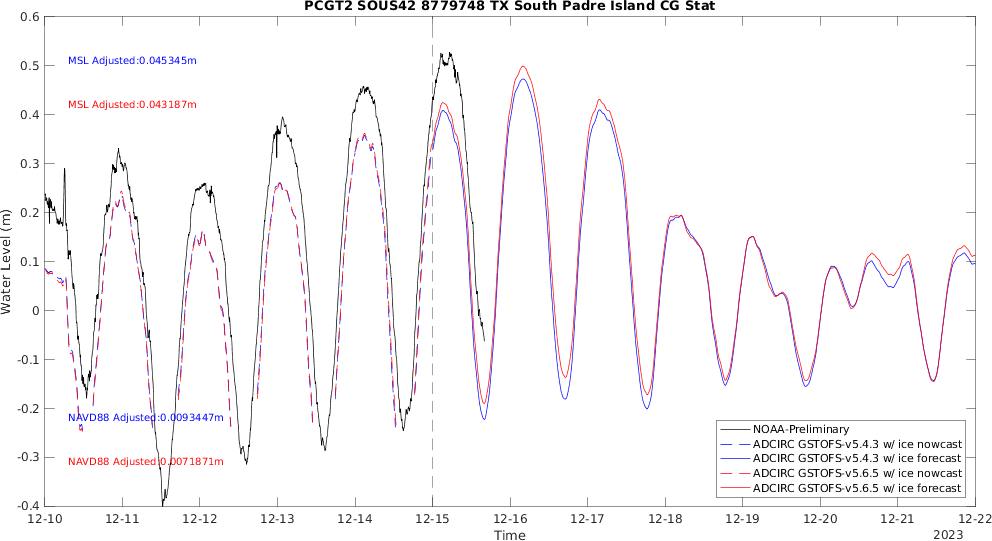 PCGT2 SOUS42 8779748 TX South Padre Island CG Stat
0.6
0.5
0.4
0.3
0.2
0.1
0
-0.1
-0.2
-0.3
-0.4
Water Level (m)
MSL Adjusted:0.045345m
MSL Adjusted:0.043187m
NAVD88 Adjusted:0.0093447m
NAVD88 Adjusted:0.0071871m
NOAA-Preliminary
ADCIRC GSTOFS-v5.4.3 w/ ice nowcast
ADCIRC GSTOFS-v5.4.3 w/ ice forecast
ADCIRC GSTOFS-v5.6.5 w/ ice nowcast
ADCIRC GSTOFS-v5.6.5 w/ ice forecast
12-10 12-11 12-12 12-13 12-14 12-15 12-16 12-17 12-18 12-19 12-20 12-21 12-22
Time
2023